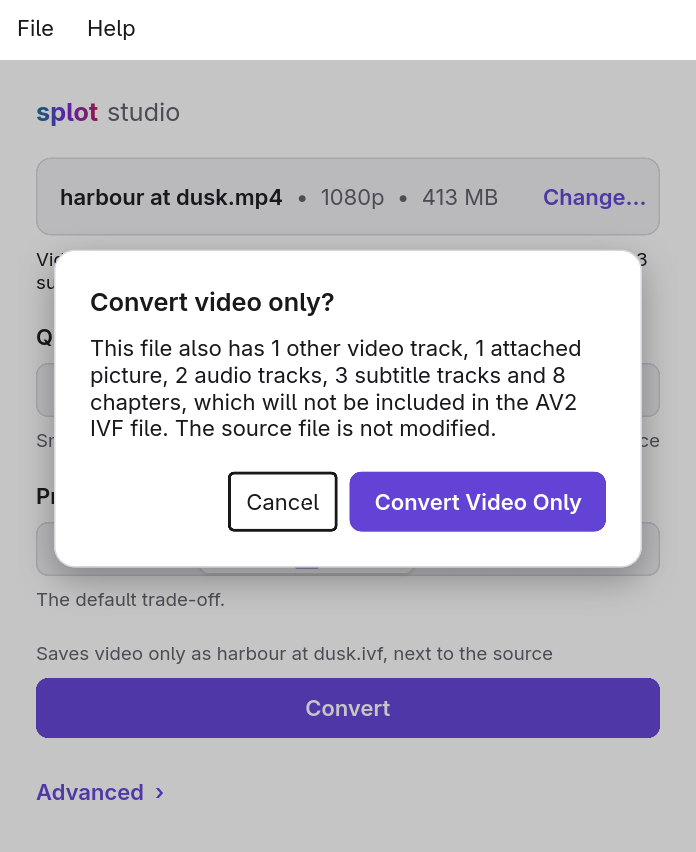 File Help
splot studio
harbour at dusk.mp4 • 1080p • 413 MB Change...
Convert video only?
This file also has 1 other video track, 1 attached
picture, 2 audio tracks, 3 subtitle tracks and 8
chapters, which will not be included in the AV2
IVF file. The source file is not modified.
Cancel Convert Video Only
The default trade-off.
Saves video only as harbour at dusk.ivf, next to the source
Convert
Advanced ›